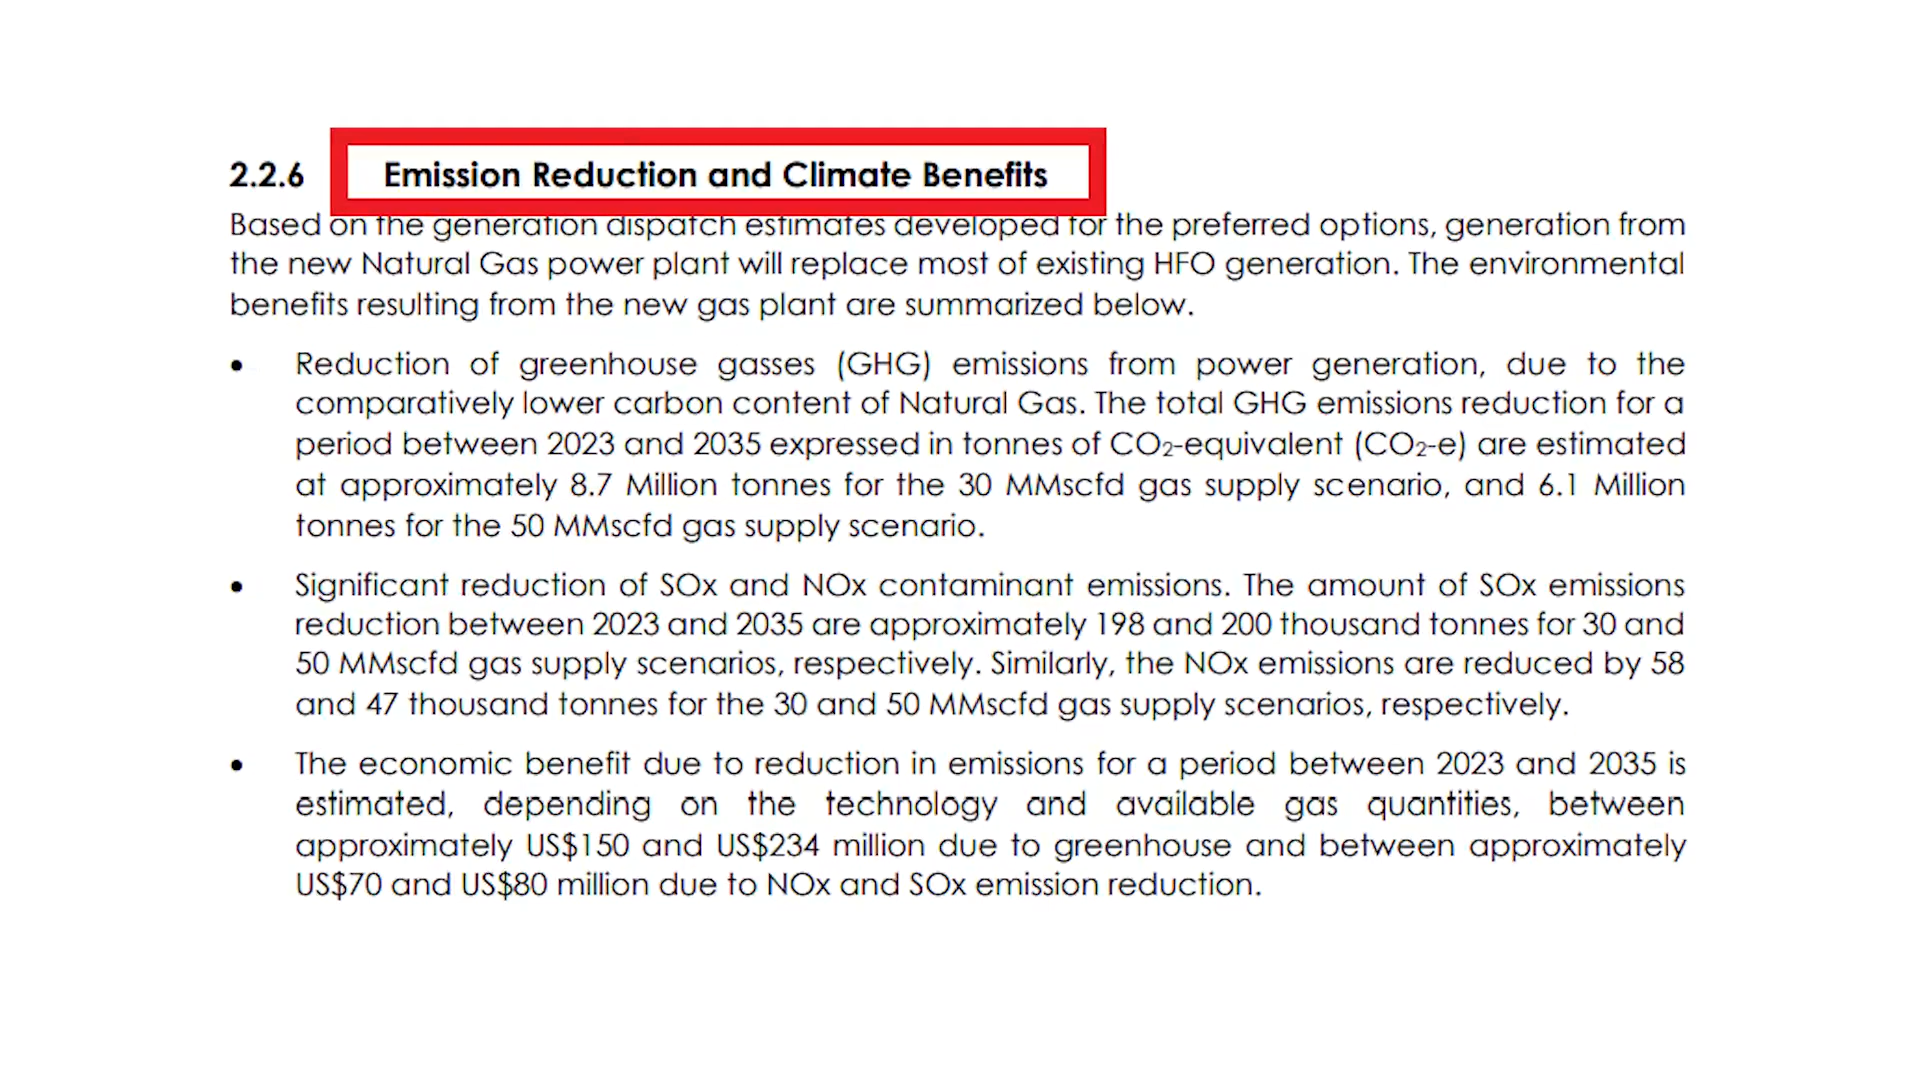 2.2.6 Emission Reduction and Climate Benefits
Based on the generation dispatch estimates developed for the preferred options, generation from
the new Natural Gas power plant will replace most of existing HFO generation. The environmental
benefits resulting from the new gas plant are summarized below.
• Reduction of greenhouse gasses (GHG) emissions from power generation, due to the
comparatively lower carbon content of Natural Gas. The total GHG emissions reduction for a
period between 2023 and 2035 expressed in tonnes of CO₂-equivalent (CO₂-e) are estimated
at approximately 8.7 Million tonnes for the 30 MMscfd gas supply scenario, and 6.1 Million
tonnes for the 50 MMscfd gas supply scenario.
• Significant reduction of SOx and NOx contaminant emissions. The amount of SOx emissions
reduction between 2023 and 2035 are approximately 198 and 200 thousand tonnes for 30 and
50 MMscfd gas supply scenarios, respectively. Similarly, the NOx emissions are reduced by 58
and 47 thousand tonnes for the 30 and 50 MMscfd gas supply scenarios, respectively.
• The economic benefit due to reduction in emissions for a period between 2023 and 2035 is
estimated, depending on the technology and available gas quantities, between
approximately US$150 and US$234 million due to greenhouse and between approximately
US$70 and US$80 million due to NOx and SOx emission reduction.